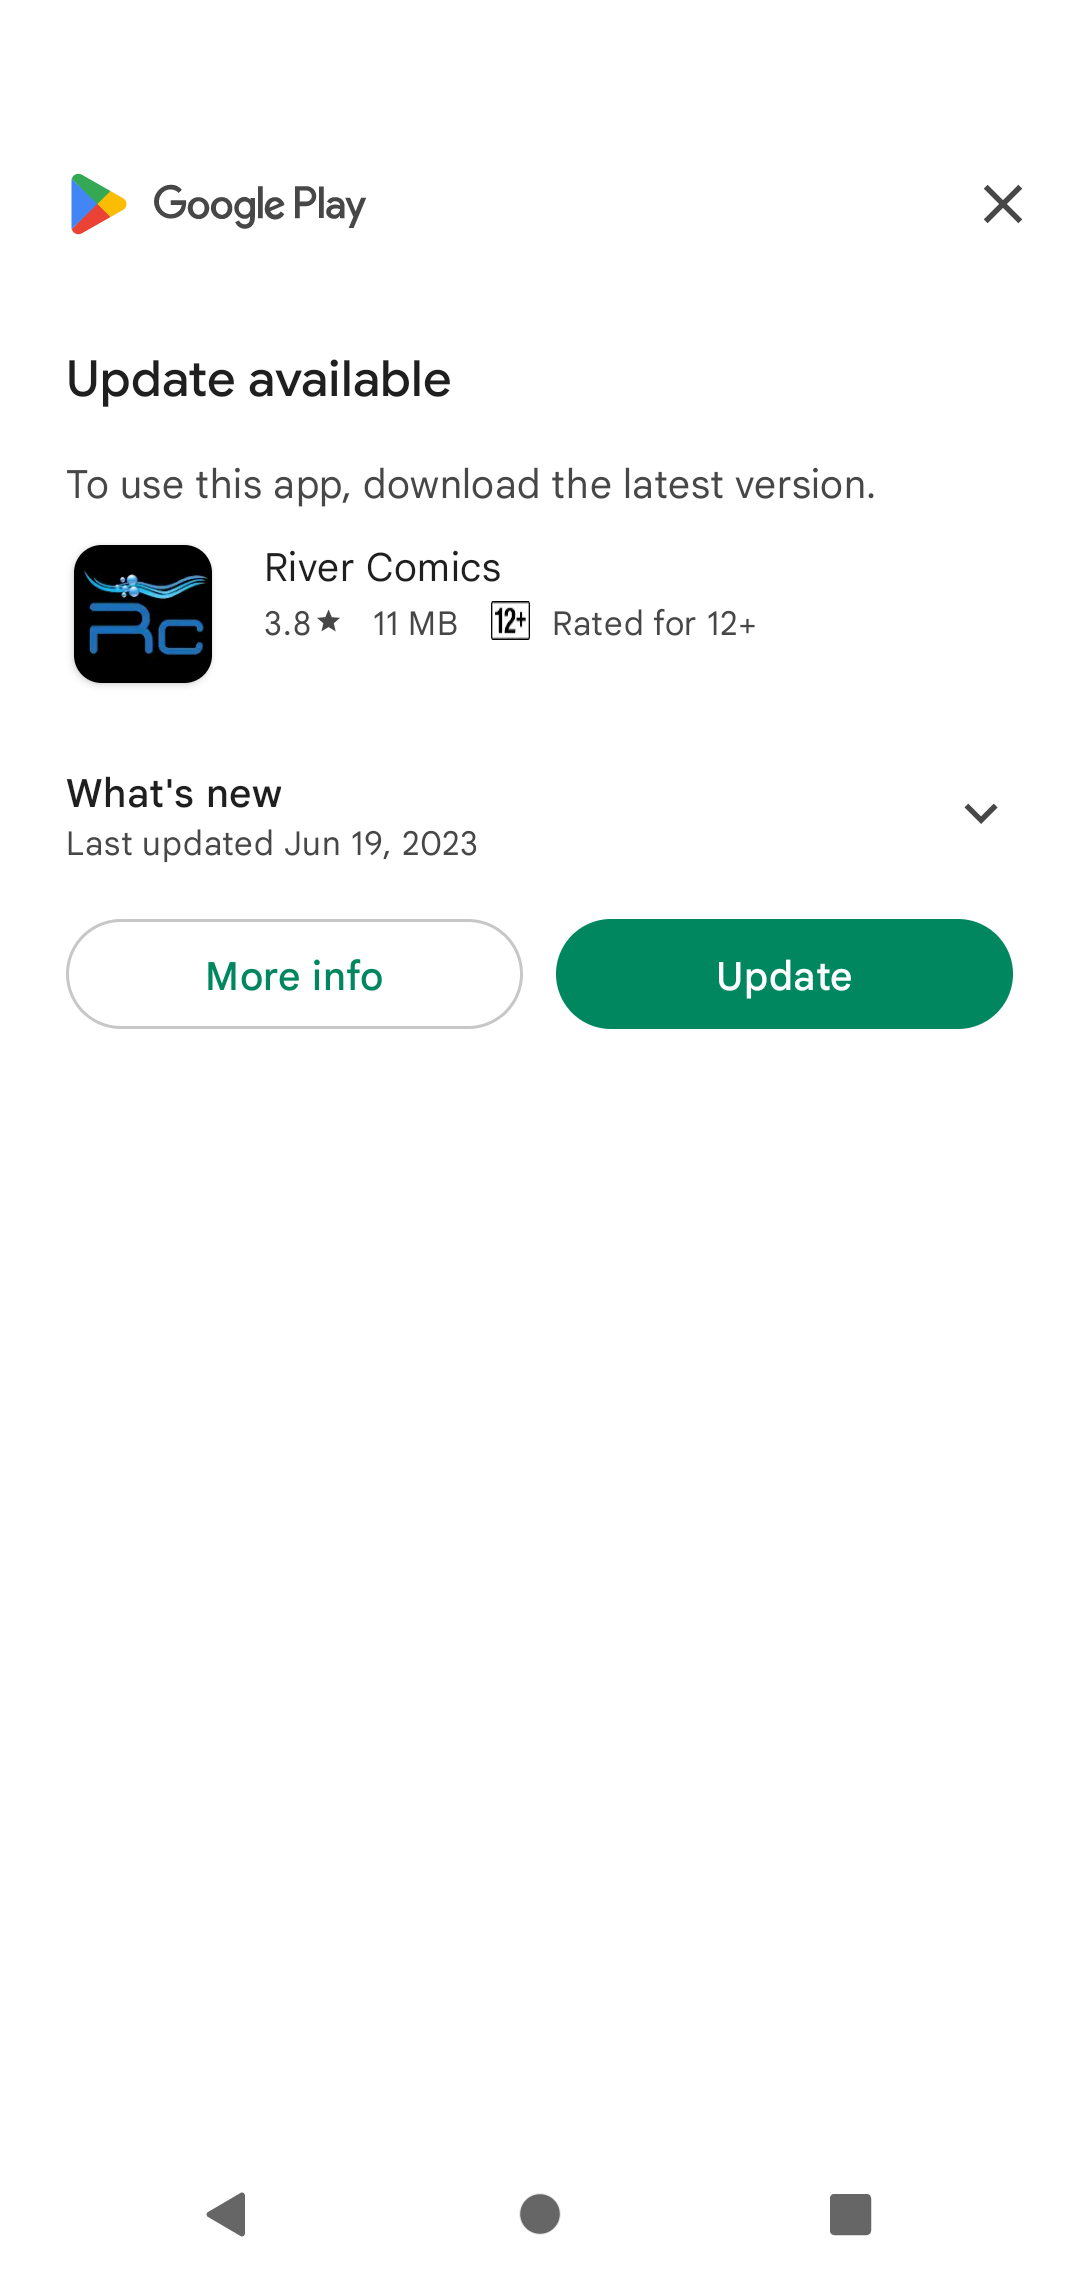 Google Play
Update available
To use this app, download the latest version.
Rc
River Comics
3.8★ 11 MB 12+ Rated for 12+
What's new
Last updated Jun 19, 2023
More info
Update